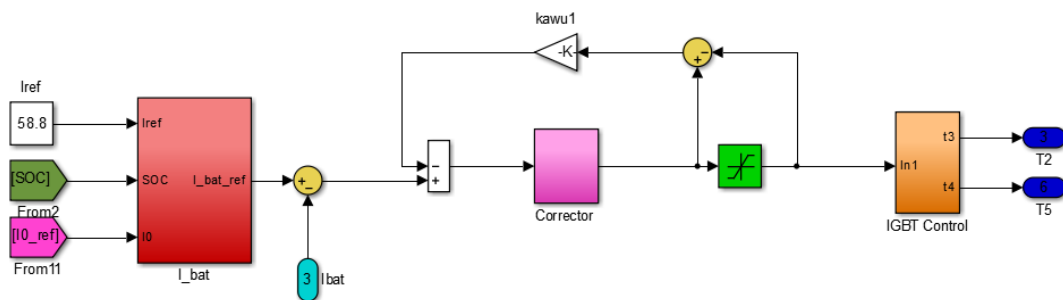 kawu1
-K-
Iref
58.8
Iref
[SOC]
SOC
I_bat_ref
From2
[I0_ref]
I0
From11
I_bat
3
Ibat
Corrector
In1
t3
t4
IGBT Control
3
T2
6
T5